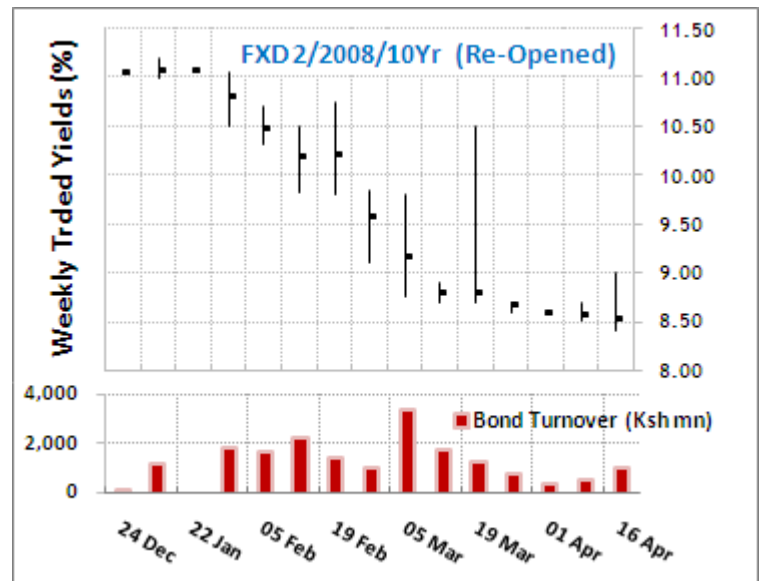 FXD2/2008/10Yr (Re-Opened)
Weekly Trded Yields (%)
11.50
11.00
10.50
10.00
9.50
9.00
8.50
8.00
4,000
2,000
0
Bond Turnover (Ksh mn)
24 Dec
22 Jan
05 Feb
19 Feb
05 Mar
19 Mar
01 Apr
16 Apr